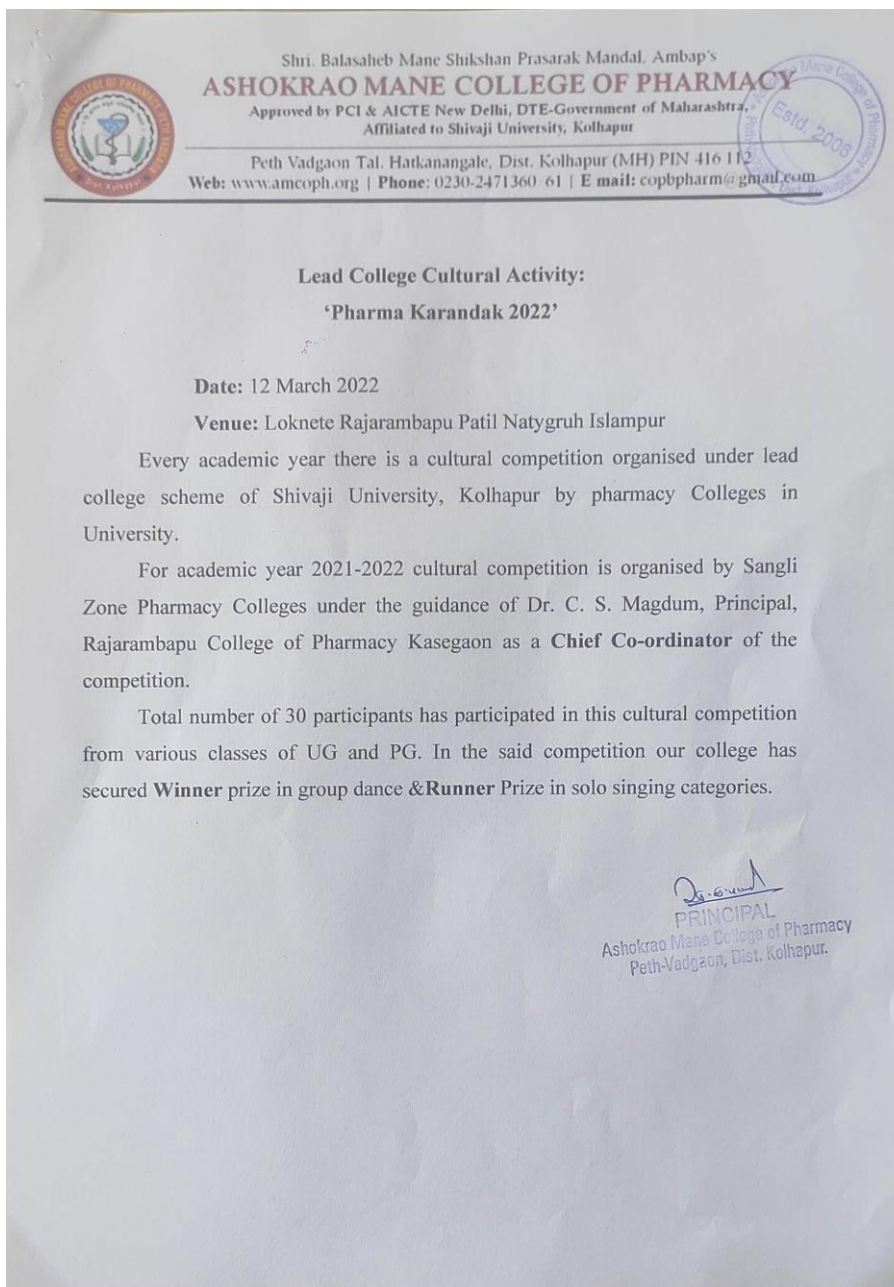 Shri. Balasaheb Mane Shikshan Prasarak Mandal, Ambap's
ASHOKRAO MANE COLLEGE OF PHARMACY
Approved by PCI & AICTE New Delhi, DTE-Government of Maharashtra,
Affiliated to Shivaji University, Kolhapur
Peth Vadgaon Tal. Hatkanangale, Dist. Kolhapur (MH) PIN 416 112
Web: www.amcoph.org | Phone: 0230-2471360 61 | E mail: copbpharm@gmail.com
Estd. 2006
Lead College Cultural Activity:
‘Pharma Karandak 2022’
Date: 12 March 2022
Venue: Loknete Rajarambapu Patil Natygruh Islampur
Every academic year there is a cultural competition organised under lead
college scheme of Shivaji University, Kolhapur by pharmacy Colleges in
University.
For academic year 2021-2022 cultural competition is organised by Sangli
Zone Pharmacy Colleges under the guidance of Dr. C. S. Magdum, Principal,
Rajarambapu College of Pharmacy Kasegaon as a Chief Co-ordinator of the
competition.
Total number of 30 participants has participated in this cultural competition
from various classes of UG and PG. In the said competition our college has
secured Winner prize in group dance &Runner Prize in solo singing categories.
PRINCIPAL
Ashokrao Mane College of Pharmacy
Peth-Vadgaon, Dist. Kolhapur.